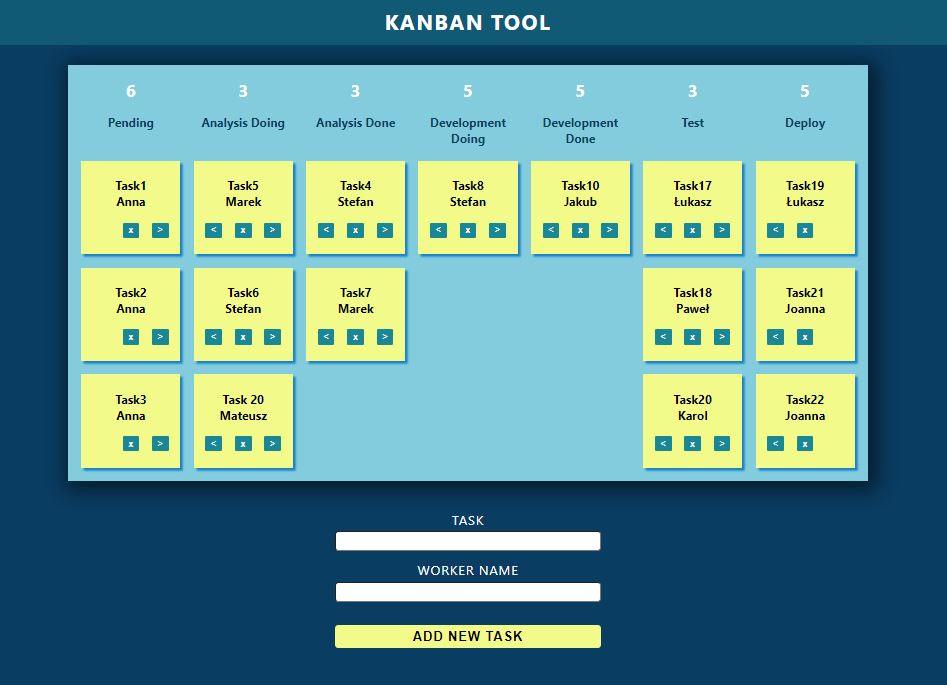 KANBAN TOOL
6 3 3 5 5 3 5
Pending Analysis Doing Analysis Done Development Development Test Deploy
Doing Done
Task1 Task5 Task4 Task8 Task10 Task17 Task19
Anna Marek Stefan Stefan Jakub Łukasz Łukasz
x > < x > < x > < x > < x > < x > < x
Task2 Task6 Task7 Task18 Task21
Anna Stefan Marek Paweł Joanna
x > < x > < x > < x > < x
Task3 Task 20 Task20 Task22
Anna Mateusz Karol Joanna
x > < x > < x > < x
TASK
WORKER NAME
ADD NEW TASK